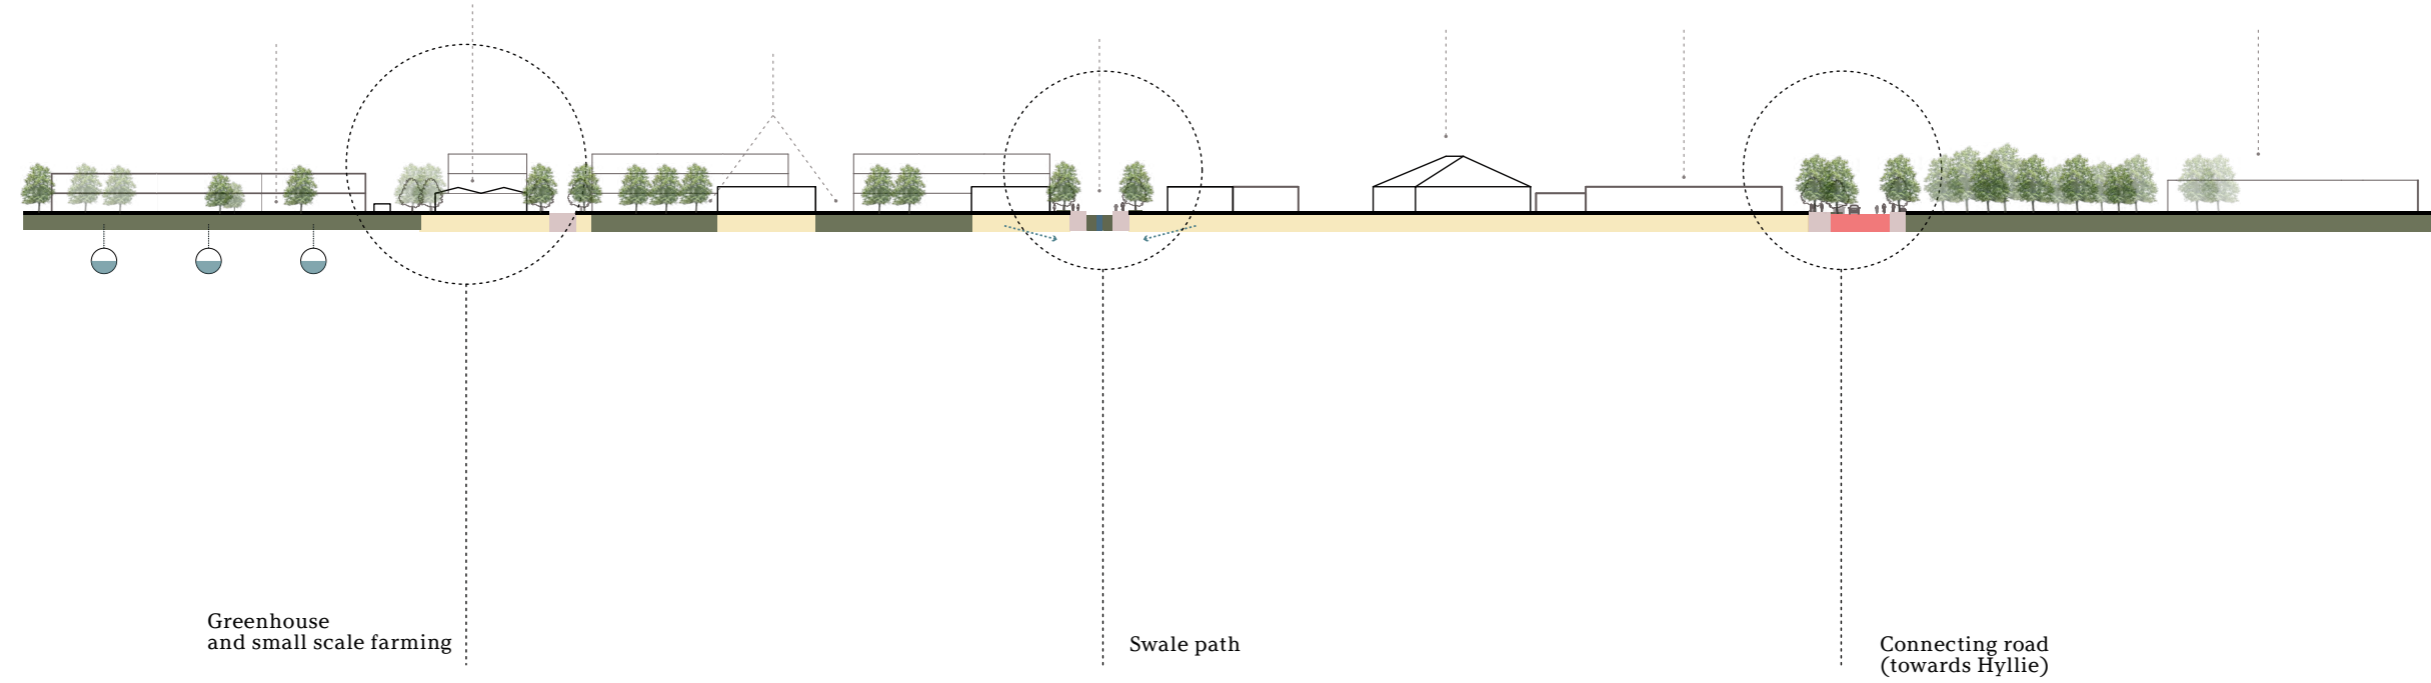 Greenhouse
and small scale farming
Swale path
Connecting road
(towards Hyllie)